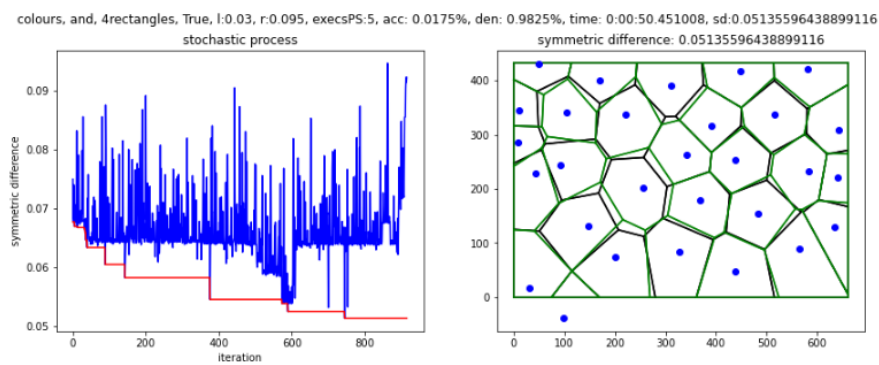 colours, and, 4rectangles, True, l:0.03, r:0.095, execsPS:5, acc: 0.0175%, den: 0.9825%, time: 0:00:50.451008, sd:0.05135596438899116
stochastic process
symmetric difference: 0.05135596438899116
symmetric difference
0.09
0.08
0.07
0.06
0.05
0 200 400 600 800
iteration
400
300
200
100
0
0 100 200 300 400 500 600